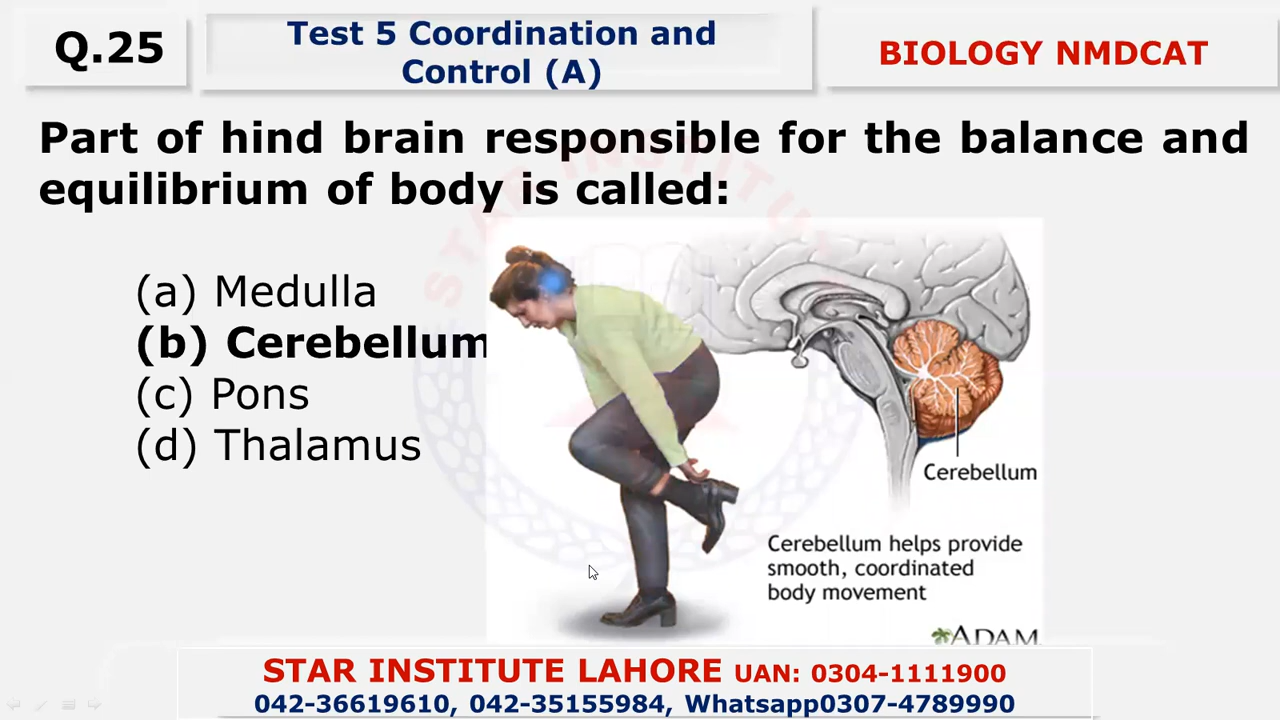 Q.25
Test 5 Coordination and
Control (A)
BIOLOGY NMDCAT
Part of hind brain responsible for the balance and
equilibrium of body is called:
(a) Medulla
(b) Cerebellum
(c) Pons
(d) Thalamus
Cerebellum
Cerebellum helps provide
smooth, coordinated
body movement
ADAM
STAR INSTITUTE
STAR INSTITUTE LAHORE UAN: 0304-1111900
042-36619610, 042-35155984, Whatsapp0307-4789990